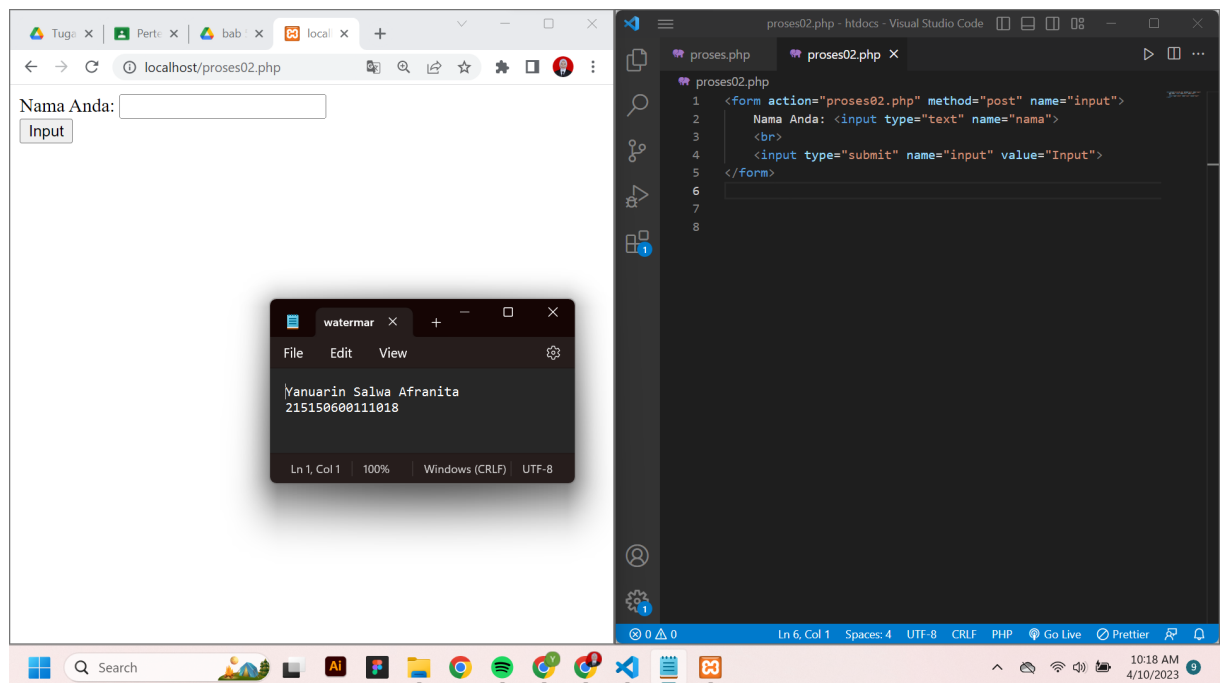 Tuga
Perte
bab
local
localhost/proses02.php
Nama Anda:
Input
watermar
File Edit View
Yanuarin Salwa Afranita
215150600111018
Ln 1, Col 1 100% Windows (CRLF) UTF-8
proses02.php - htdocs - Visual Studio Code
proses.php proses02.php
proses02.php
1 <form action="proses02.php" method="post" name="input">
2 Nama Anda: <input type="text" name="nama">
3 <br>
4 <input type="submit" name="input" value="Input">
5 </form>
6
7
8
1
1
0 0 Ln 6, Col 1 Spaces: 4 UTF-8 CRLF PHP Go Live Prettier
Search
Ai
Y
10:18 AM
4/10/2023
9